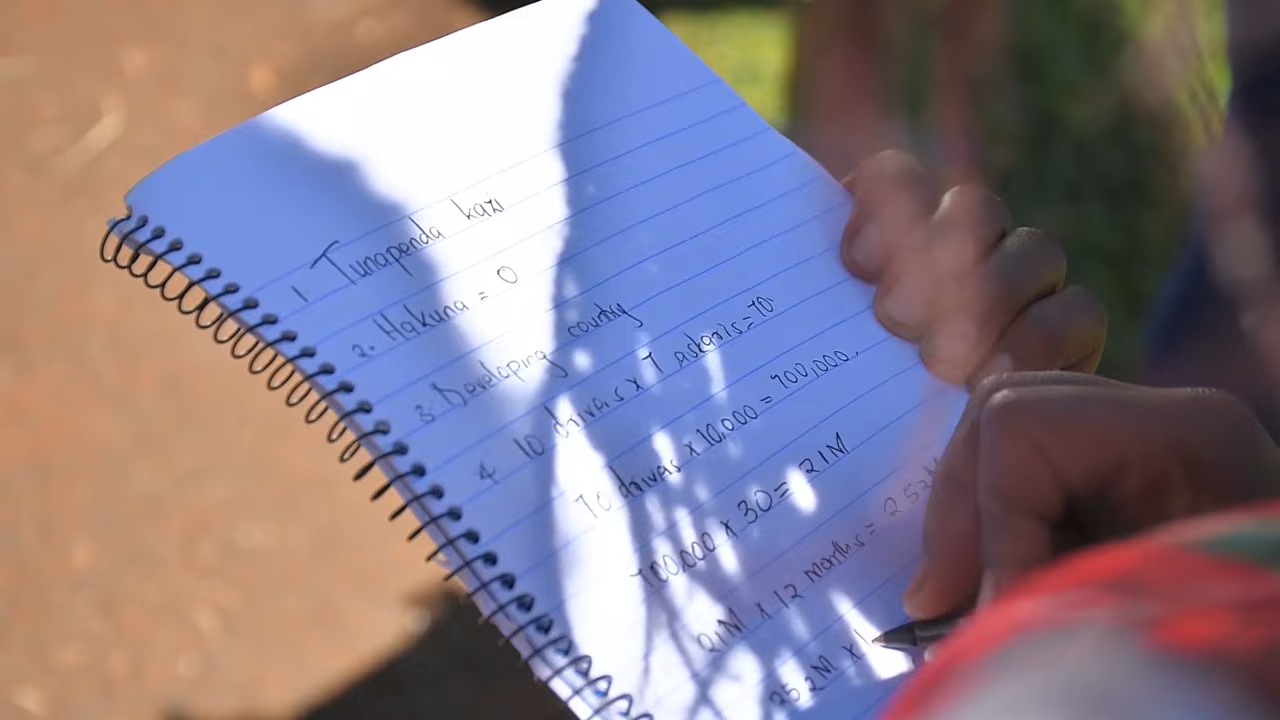 1. Tunapenda kazi
2. Hakuna = 0
3. Developing country
4 10 drivas x 7 askaris = 70
70 drivas x 10,000 = 700,000.
700,000 x 30 = 21M
21M x 12 months = 252M
252M x